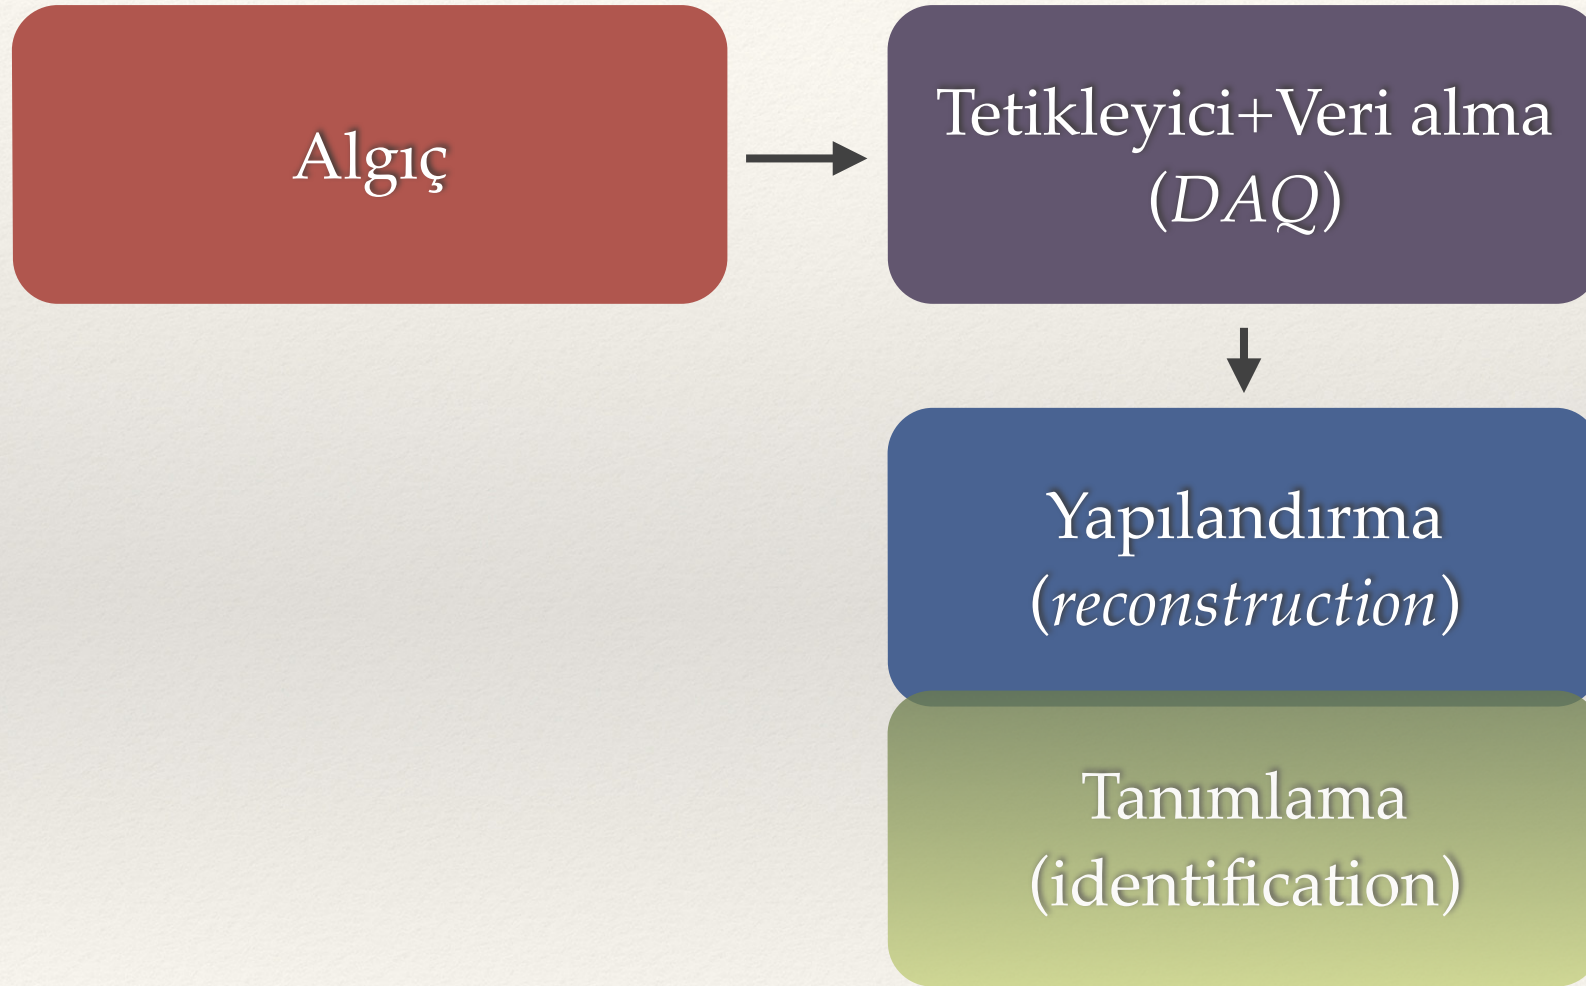 Algıç
Tetikleyici+Veri alma
(DAQ)
Yapılandırma
(reconstruction)
Tanımlama
(identification)